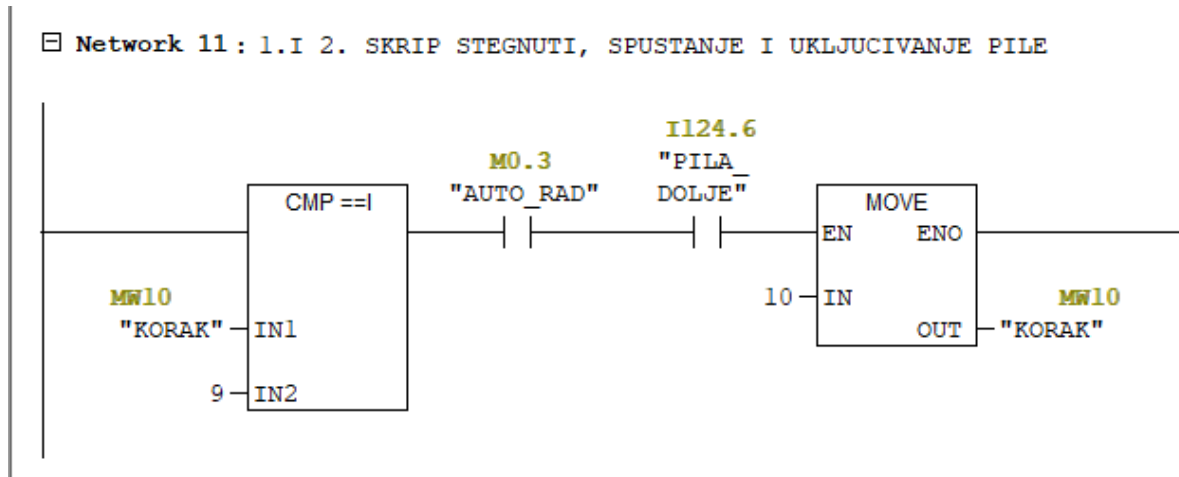 Network 11 : 1.I 2. SKRIP STEGNUTI, SPUSTANJE I UKLJUCIVANJE PILE
I124.6
M0.3
"PILA_
"AUTO_RAD"
DOLJE"
CMP ==I
MOVE
EN
ENO
MW10
"KORAK"
IN1
10
IN
MW10
OUT
"KORAK"
9
IN2